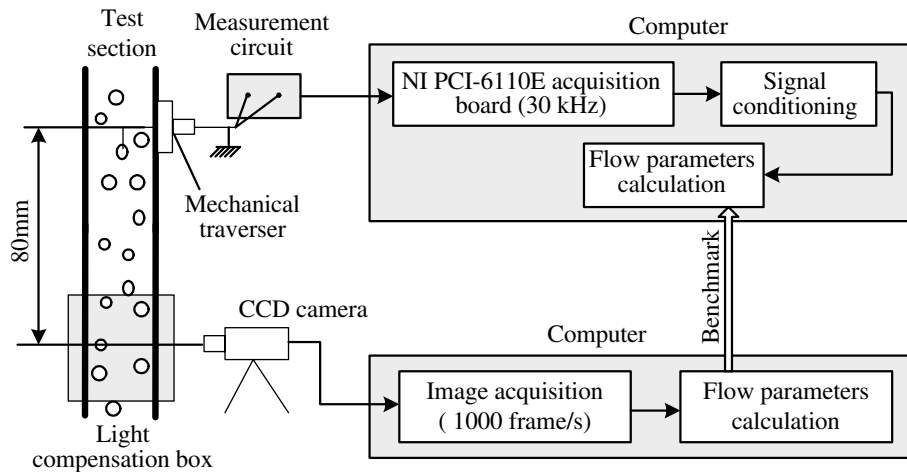 Test
section
Measurement
circuit
Computer
NI PCI-6110E acquisition
board (30 kHz)
Signal
conditioning
Flow parameters
calculation
Mechanical
traverser
80mm
CCD camera
Benchmark
Computer
Image acquisition
( 1000 frame/s)
Flow parameters
calculation
Light
compensation box